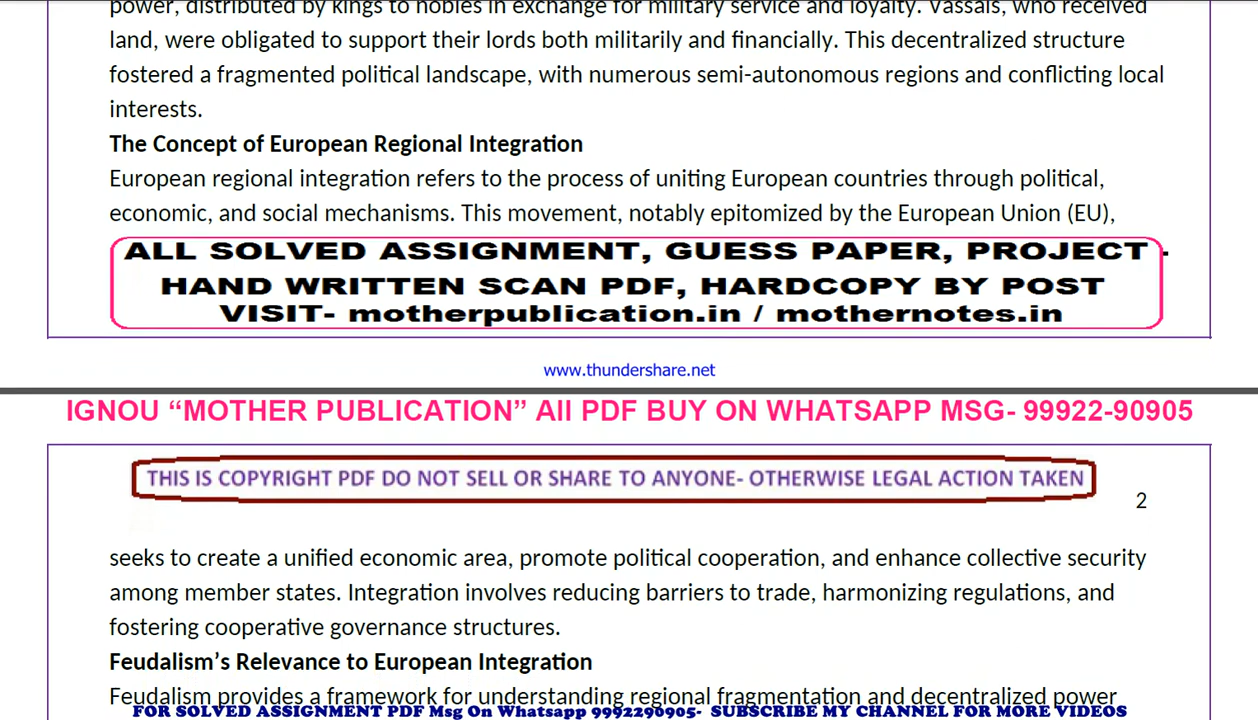 power, distributed by kings to nobles in exchange for military service and loyalty. Vassals, who received
land, were obligated to support their lords both militarily and financially. This decentralized structure
fostered a fragmented political landscape, with numerous semi-autonomous regions and conflicting local
interests.
The Concept of European Regional Integration
European regional integration refers to the process of uniting European countries through political,
economic, and social mechanisms. This movement, notably epitomized by the European Union (EU),
ALL SOLVED ASSIGNMENT, GUESS PAPER, PROJECT -
HAND WRITTEN SCAN PDF, HARDCOPY BY POST
VISIT- motherpublication.in / mothernotes.in
www.thundershare.net
IGNOU “MOTHER PUBLICATION” All PDF BUY ON WHATSAPP MSG- 99922-90905
THIS IS COPYRIGHT PDF DO NOT SELL OR SHARE TO ANYONE- OTHERWISE LEGAL ACTION TAKEN
2
seeks to create a unified economic area, promote political cooperation, and enhance collective security
among member states. Integration involves reducing barriers to trade, harmonizing regulations, and
fostering cooperative governance structures.
Feudalism’s Relevance to European Integration
Feudalism provides a framework for understanding regional fragmentation and decentralized power
FOR SOLVED ASSIGNMENT PDF Msg On Whatsapp 9992290905- SUBSCRIBE MY CHANNEL FOR MORE VIDEOS